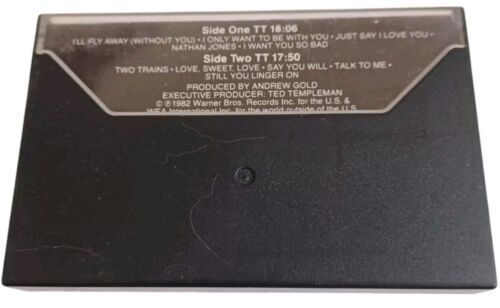 Side One TT 18:06
I'LL FLY AWAY (WITHOUT YOU) • I ONLY WANT TO BE WITH YOU • JUST SAY I LOVE YOU •
NATHAN JONES • I WANT YOU SO BAD
Side Two TT 17:50
TWO TRAINS • LOVE, SWEET, LOVE • SAY YOU WILL • TALK TO ME •
STILL YOU LINGER ON
PRODUCED BY ANDREW GOLD
EXECUTIVE PRODUCER: TED TEMPLEMAN
© ℗ 1982 Warner Bros. Records Inc. for the U.S. &
WEA International Inc. for the world outside of the U.S.